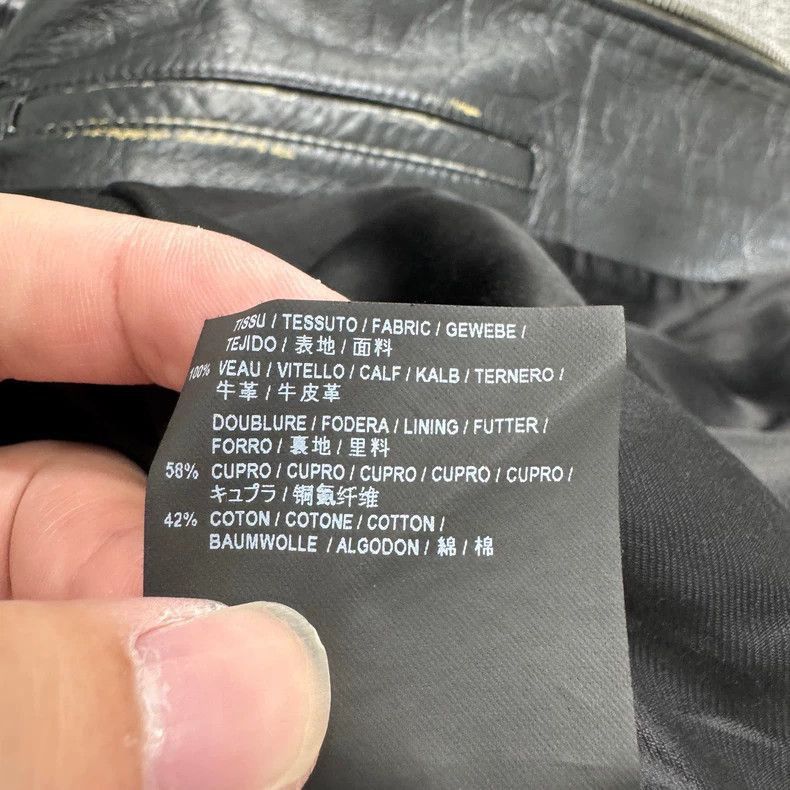 TISSU / TESSUTO / FABRIC / GEWEBE /
TEJIDO / 表地 / 面料
100% VEAU / VITELLO / CALF / KALB / TERNERO /
牛革 / 牛皮革
DOUBLURE / FODERA / LINING / FUTTER /
FORRO / 裏地 / 里料
58% CUPRO / CUPRO / CUPRO / CUPRO / CUPRO /
キュプラ / 铜氨纤维
42% COTON / COTONE / COTTON /
BAUMWOLLE / ALGODON / 綿 / 棉